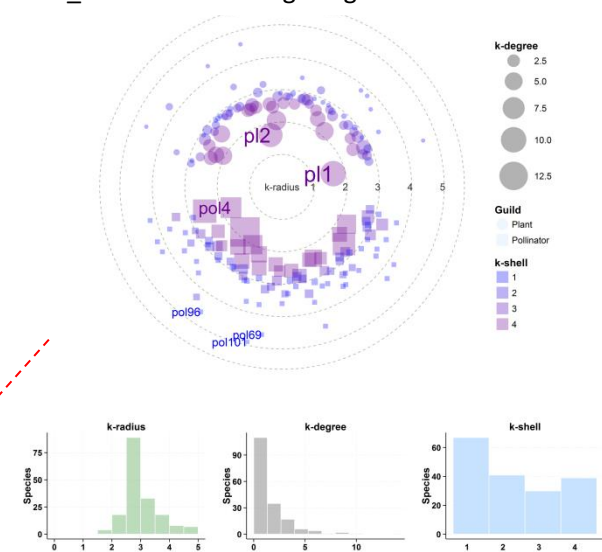 k-degree
2.5
5.0
7.5
10.0
12.5
Guild
Plant
Pollinator
k-shell
1
2
3
4
pl2
pl1
k-radius 1 2 3 4 5
pol4
pol96
pol69
pol101
k-radius
Species
75
50
25
0
0 1 2 3 4 5
k-degree
Species
90
60
30
0
0 5 10
k-shell
Species
60
40
20
0
1 2 3 4